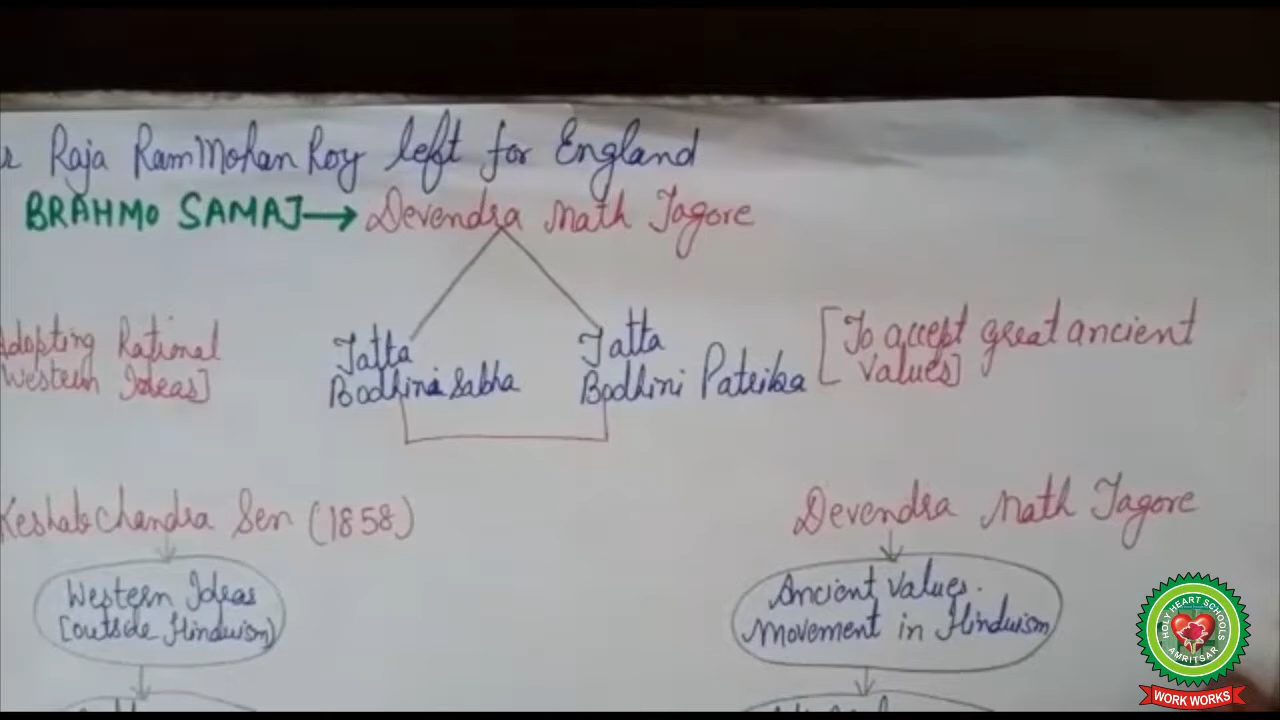 Raja RamMohan Roy left for England
BRAHMO SAMAJ → Devendra Nath Tagore
Adopting Rational
Western Ideas]
Tatta
Bodhini Sabha
Tatta
Bodhini Patrika
[To accept great ancient
values]
Keshab Chandra Sen (1858)
Devendra Nath Tagore
Western Ideas
[outside Hinduism)
Ancient Values.
Movement in Hinduism
HOLY HEART SCHOOLS
AMRITSAR
WORK WORKS